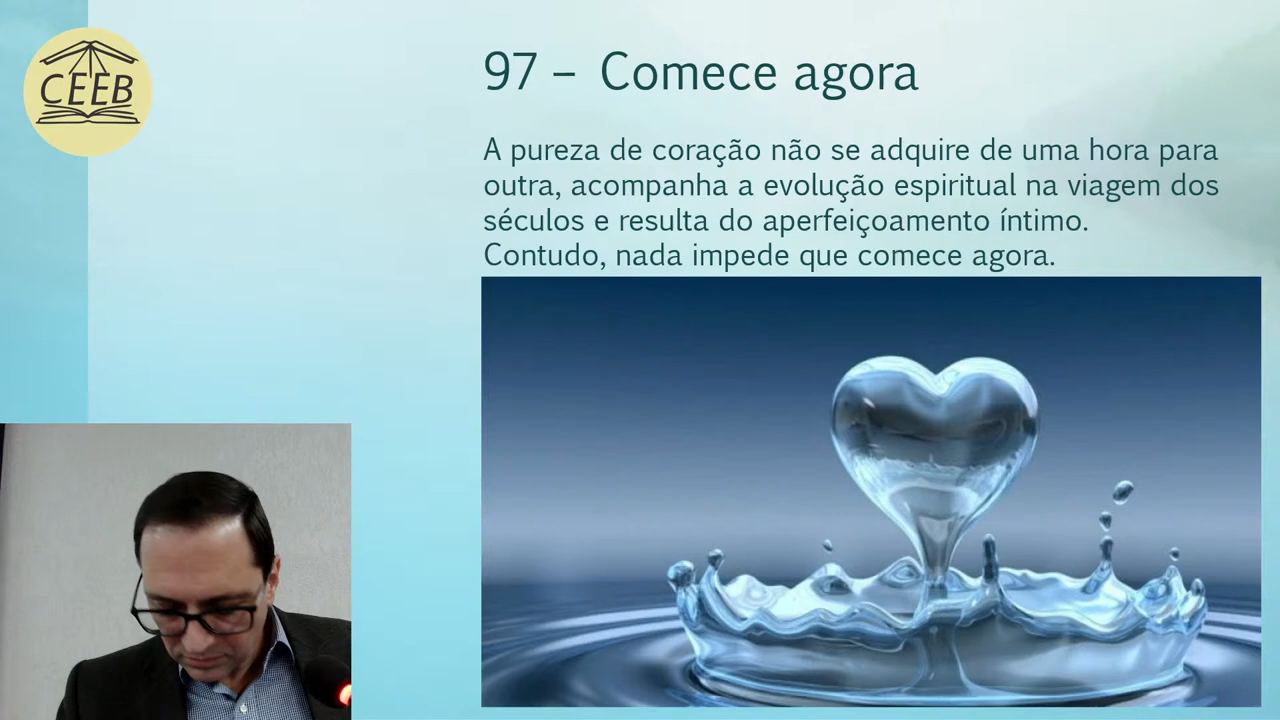 CEEB
97 – Comece agora
A pureza de coração não se adquire de uma hora para
outra, acompanha a evolução espiritual na viagem dos
séculos e resulta do aperfeiçoamento íntimo.
Contudo, nada impede que comece agora.